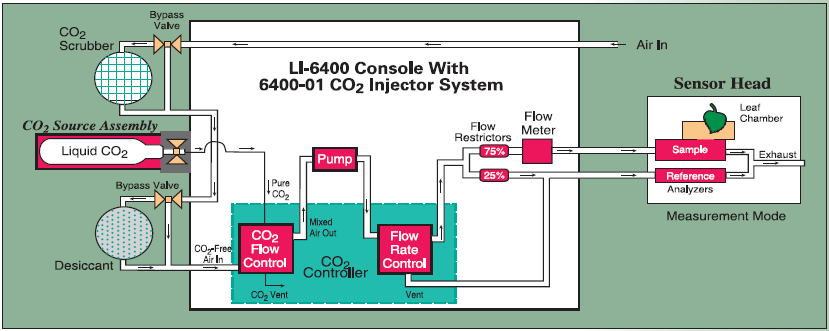 Bypass
Valve
CO2
Scrubber
Air In
LI-6400 Console With
6400-01 CO2 Injector System
Sensor Head
Leaf
Chamber
CO2 Source Assembly
Liquid CO2
Flow
Restrictors
75%
Flow
Meter
Sample
Exhaust
Pump
25%
Reference
Analyzers
Bypass Valve
Pure
CO2
Measurement Mode
Mixed
Air Out
CO2
Flow
Control
Flow
Rate
Control
CO2-Free
Air In
CO2
Controller
Desiccant
CO2 Vent
Vent